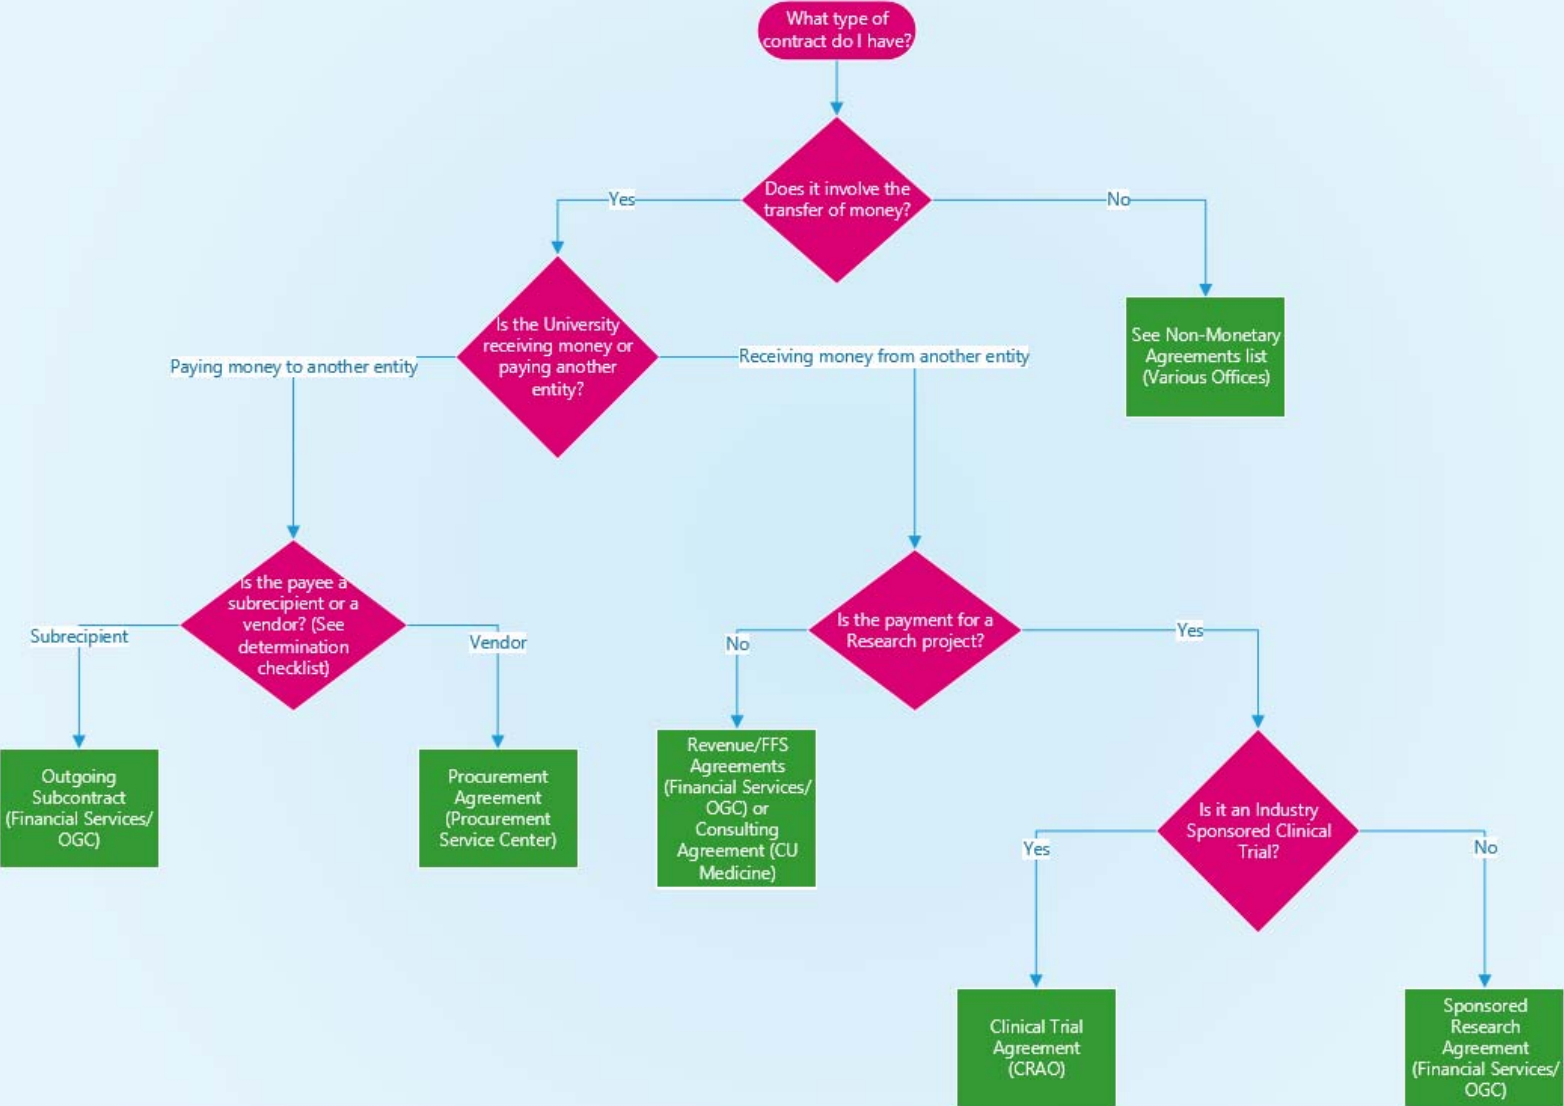 What type of
contract do I have?
Does it involve the
transfer of money?
Yes
No
Is the University
receiving money or
paying another
entity?
See Non-Monetary
Agreements list
(Various Offices)
Paying money to another entity
Receiving money from another entity
Is the payee a
subrecipient or a
vendor? (See
determination
checklist)
Subrecipient
Vendor
Is the payment for a
Research project?
No
Yes
Outgoing
Subcontract
(Financial Services/
OGC)
Procurement
Agreement
(Procurement
Service Center)
Revenue/FFS
Agreements
(Financial Services/
OGC) or
Consulting
Agreement (CU
Medicine)
Is it an Industry
Sponsored Clinical
Trial?
Yes
No
Clinical Trial
Agreement
(CRAO)
Sponsored
Research
Agreement
(Financial Services/
OGC)